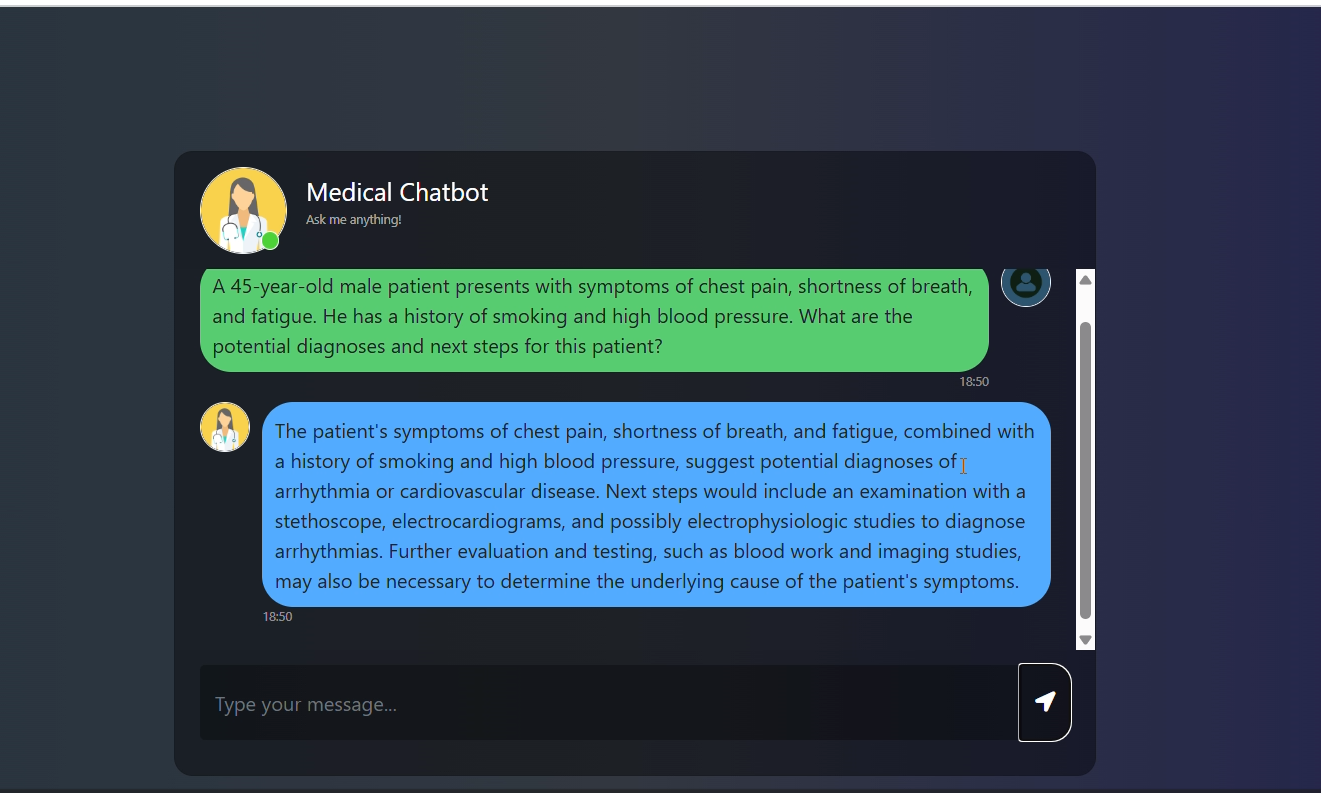 Medical Chatbot
Ask me anything!
A 45-year-old male patient presents with symptoms of chest pain, shortness of breath,
and fatigue. He has a history of smoking and high blood pressure. What are the
potential diagnoses and next steps for this patient?
18:50
The patient's symptoms of chest pain, shortness of breath, and fatigue, combined with
a history of smoking and high blood pressure, suggest potential diagnoses of
arrhythmia or cardiovascular disease. Next steps would include an examination with a
stethoscope, electrocardiograms, and possibly electrophysiologic studies to diagnose
arrhythmias. Further evaluation and testing, such as blood work and imaging studies,
may also be necessary to determine the underlying cause of the patient's symptoms.
18:50
Type your message...